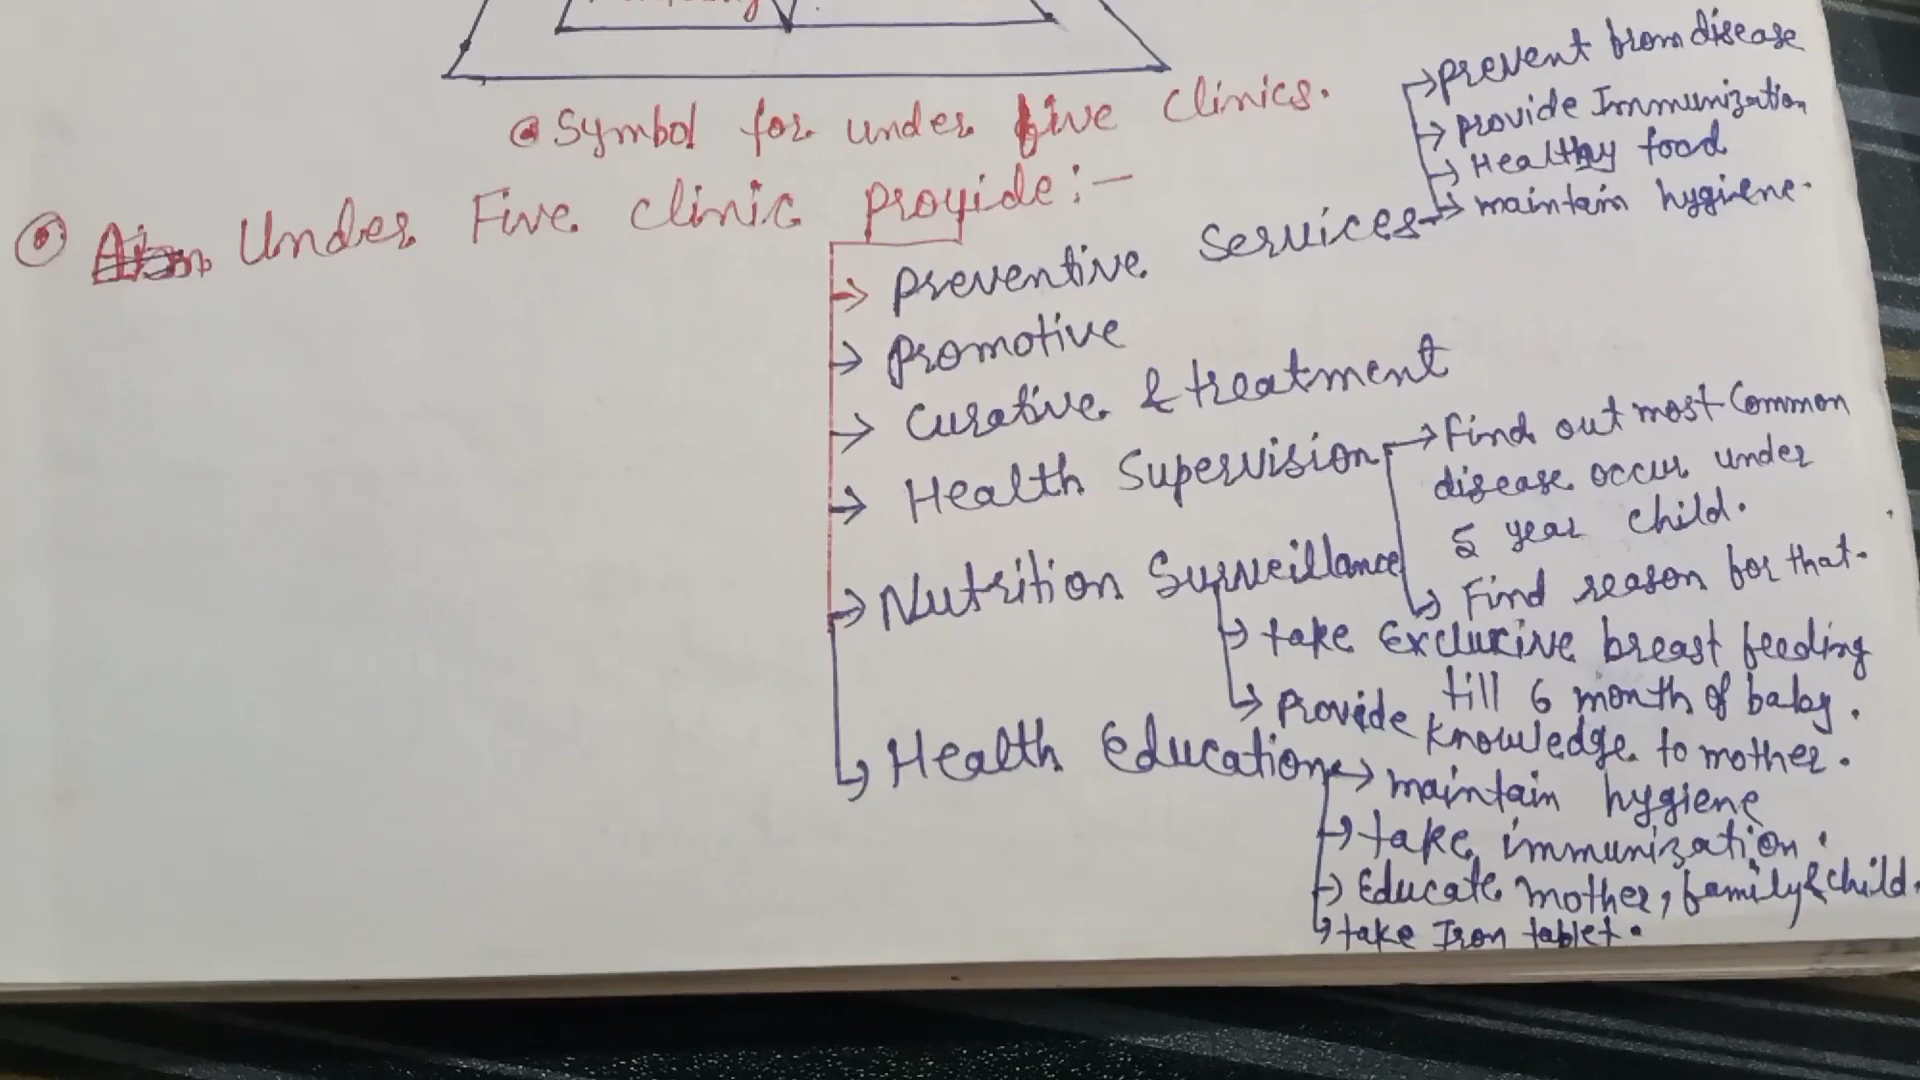 Symbol for under five clinics.
Under Five clinic provide:-
→ preventive services
→ prevent from disease
→ provide Immunization
→ Healthy food
→ maintain hygiene.
→ promotive
→ curative & treatment
→ Health Supervision
→ Find out most common
disease occur under
5 year child.
→ Find reason for that.
→ Nutrition Surveillance
→ take Exclucive breast feeding
till 6 month of baby.
→ Provide knowledge to mother.
→ Health Education
→ maintain hygiene
→ take immunization.
→ Educate mother, family & child.
→ take Iron tablet.